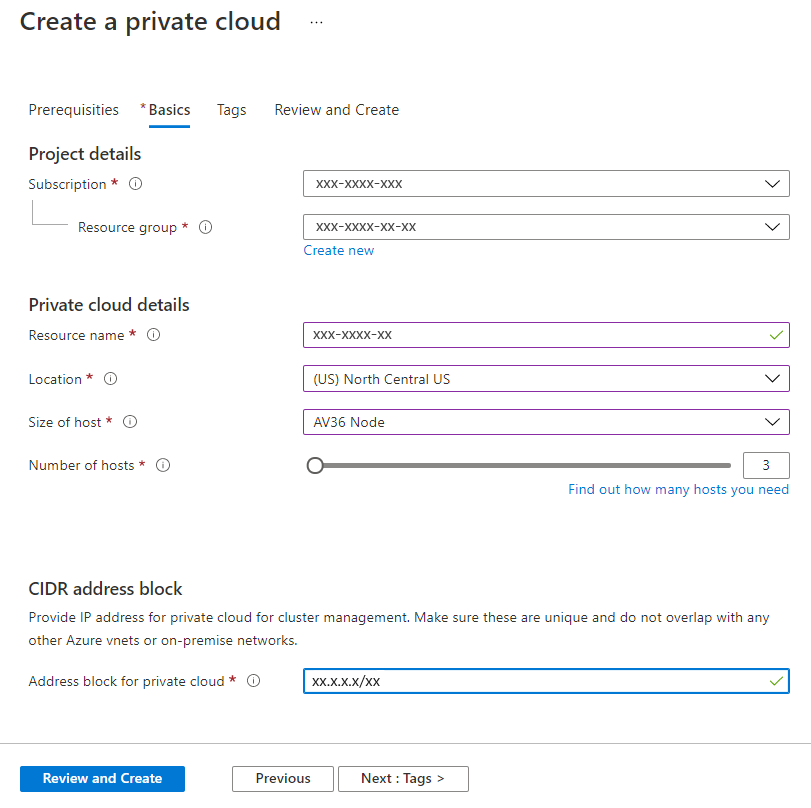 Create a private cloud ...
Prerequisities * Basics Tags Review and Create
Project details
Subscription * xxx-xxxx-xxx
Resource group * xxx-xxxx-xx-xx
Create new
Private cloud details
Resource name * xxx-xxxx-xx
Location * (US) North Central US
Size of host * AV36 Node
Number of hosts * 3
Find out how many hosts you need
CIDR address block
Provide IP address for private cloud for cluster management. Make sure these are unique and do not overlap with any
other Azure vnets or on-premise networks.
Address block for private cloud * xx.x.x.x/xx
Review and Create Previous Next : Tags >